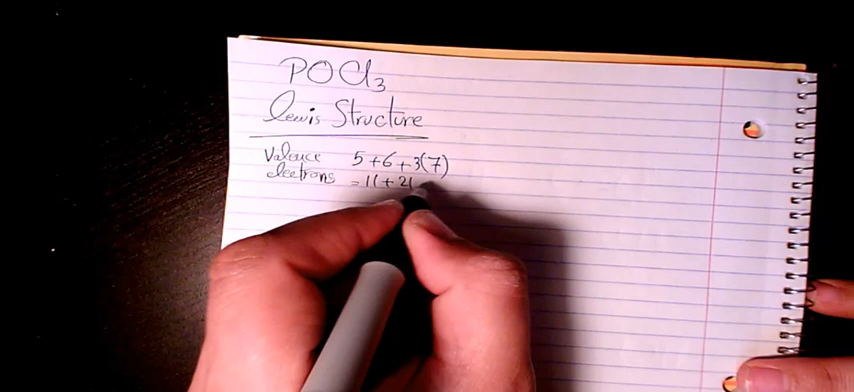 POCl3
Lewis Structure
Valence 5+6+3(7)
electrons = 11+21